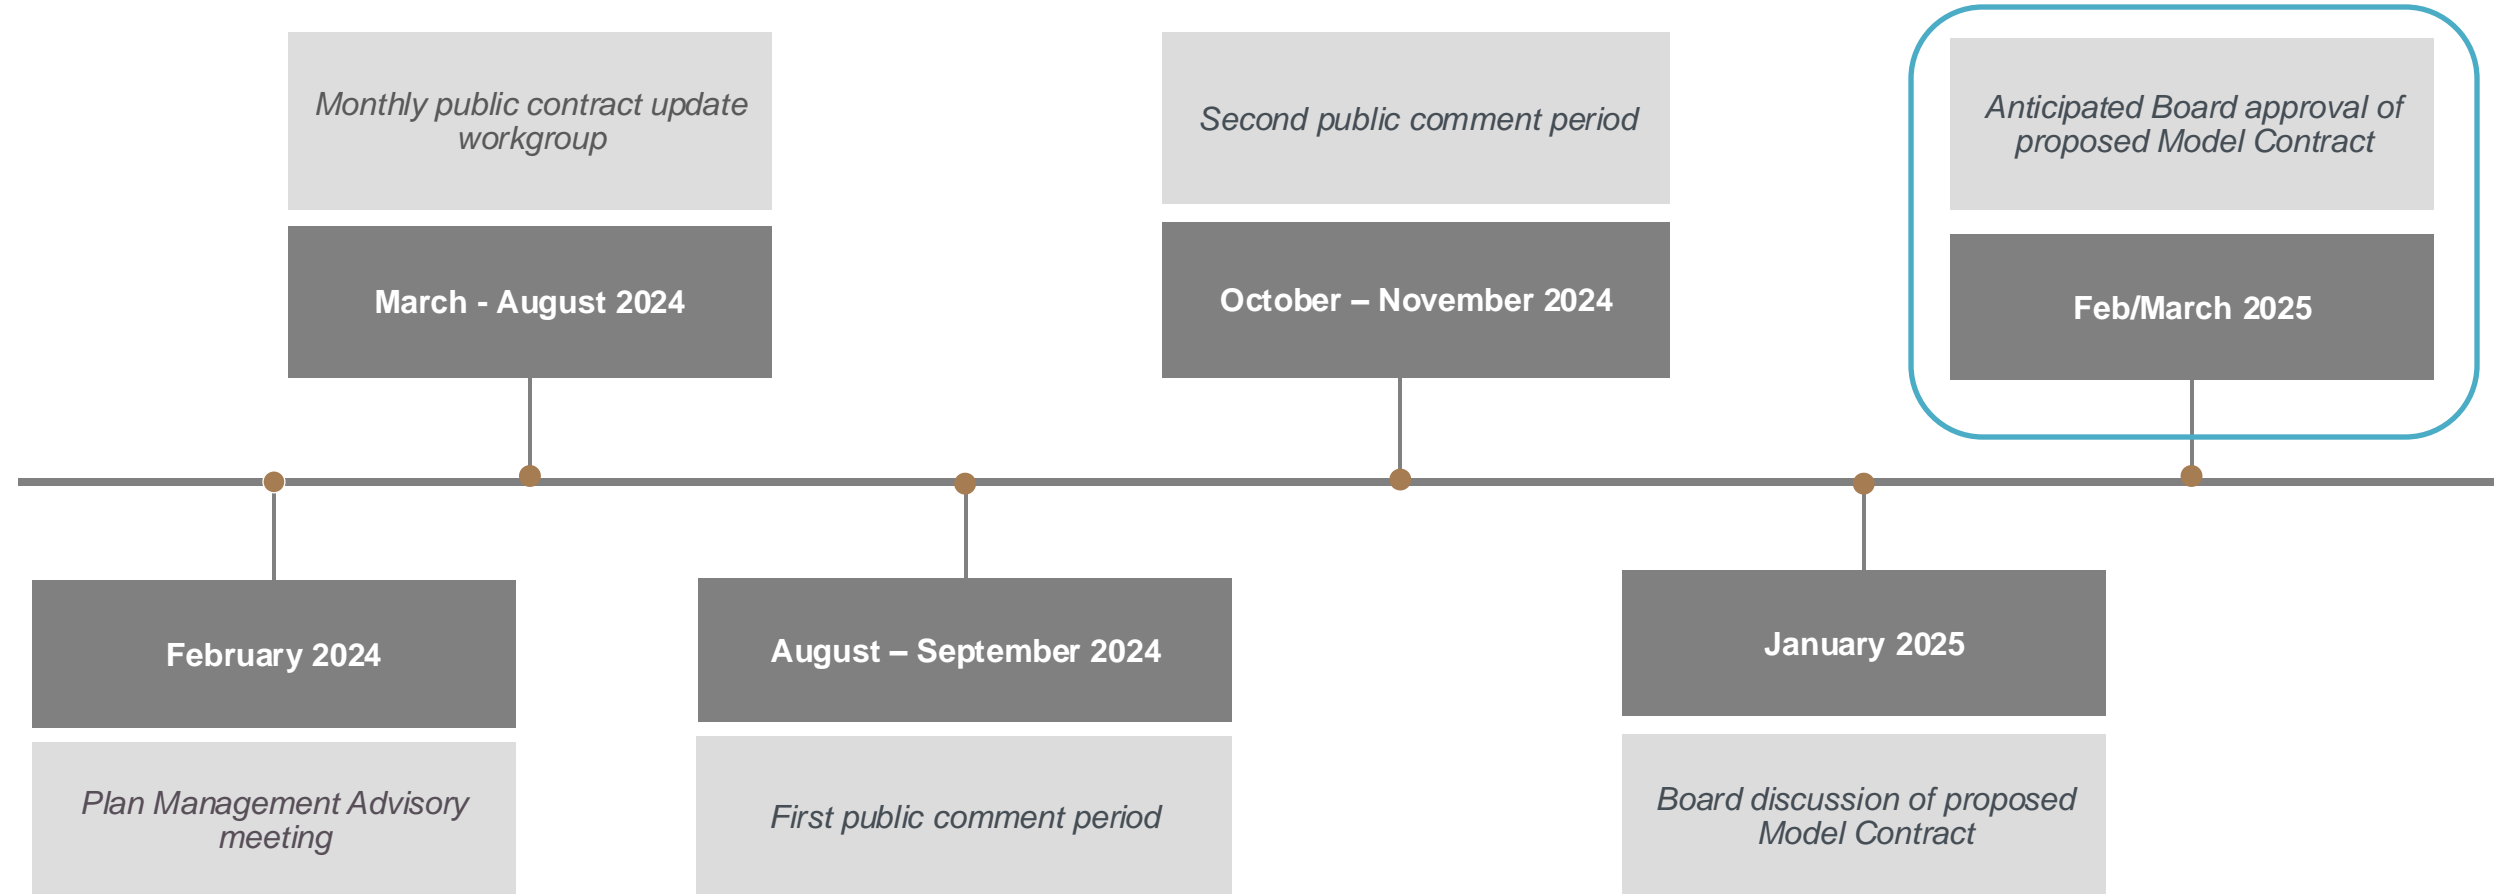 Monthly public contract update
workgroup
March - August 2024
Second public comment period
October – November 2024
Anticipated Board approval of
proposed Model Contract
Feb/March 2025
February 2024
Plan Management Advisory
meeting
August – September 2024
First public comment period
January 2025
Board discussion of proposed
Model Contract